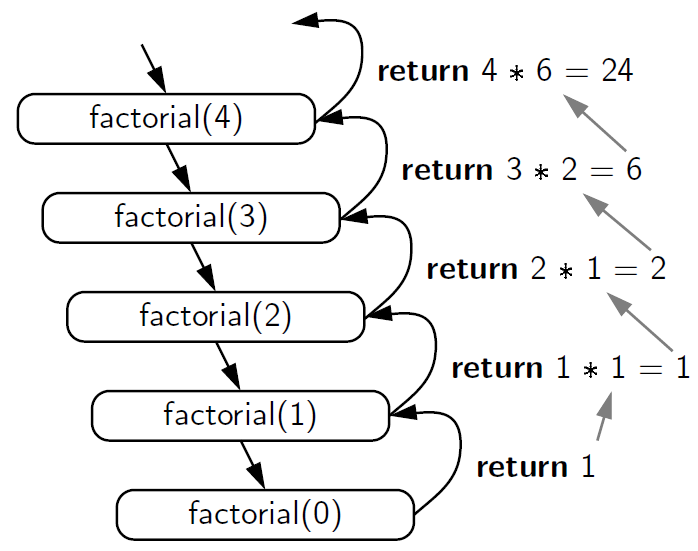 return 4 * 6 = 24
factorial(4)
return 3 * 2 = 6
factorial(3)
return 2 * 1 = 2
factorial(2)
return 1 * 1 = 1
factorial(1)
return 1
factorial(0)